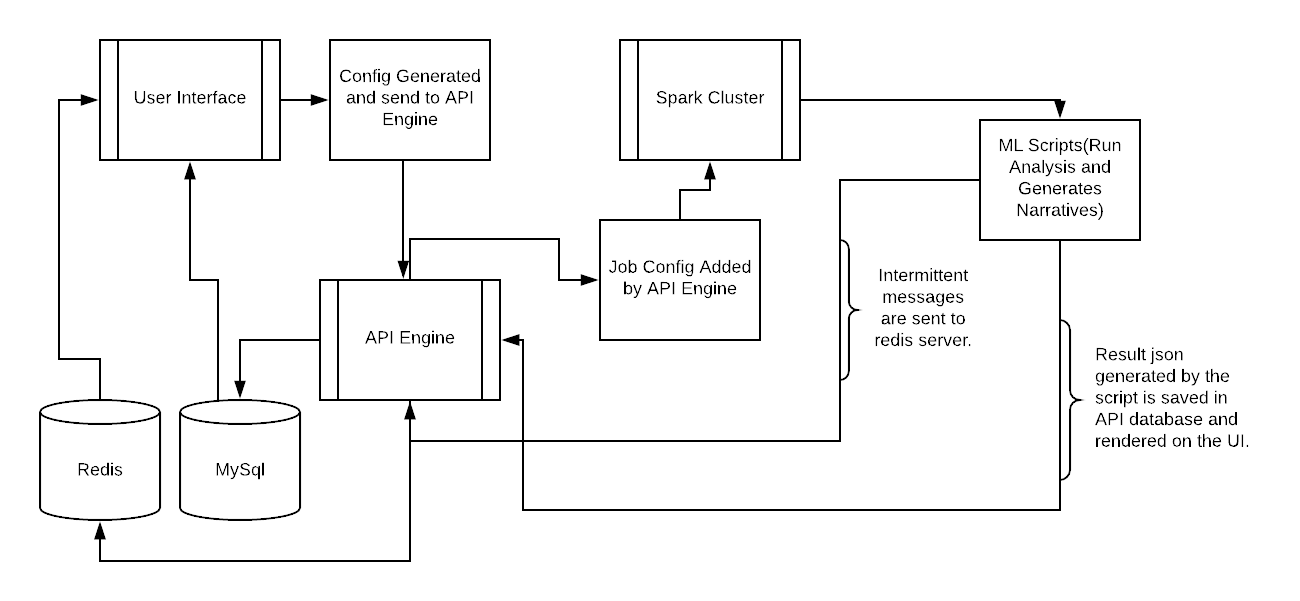 User Interface
Config Generated
and send to API
Engine
Spark Cluster
ML Scripts(Run
Analysis and
Generates
Narratives)
Job Config Added
by API Engine
Intermittent
messages
are sent to
redis server.
API Engine
Result json
generated by the
script is saved in
API database and
rendered on the UI.
Redis
MySql